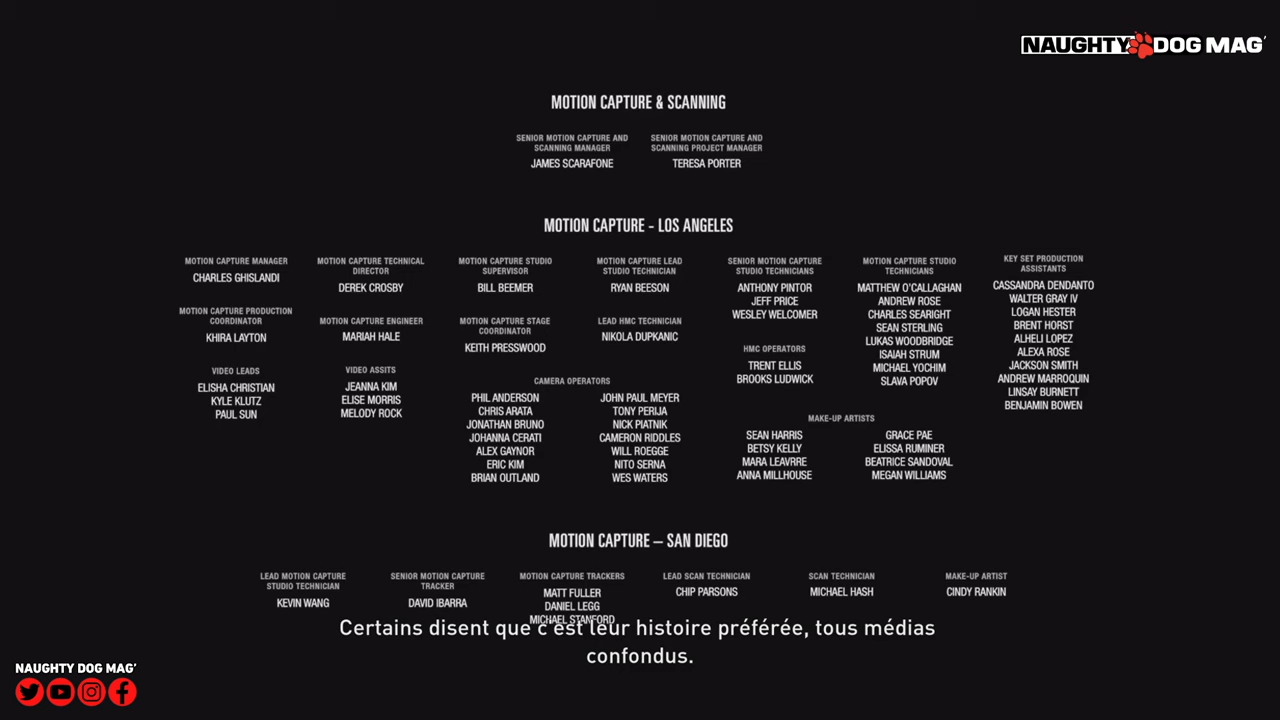 NAUGHTY DOG MAG'
MOTION CAPTURE & SCANNING
SENIOR MOTION CAPTURE AND
SCANNING MANAGER
JAMES SCARAFONE
SENIOR MOTION CAPTURE AND
SCANNING PROJECT MANAGER
TERESA PORTER
MOTION CAPTURE - LOS ANGELES
MOTION CAPTURE MANAGER
CHARLES GHISLANDI
MOTION CAPTURE PRODUCTION
COORDINATOR
KHIRA LAYTON
VIDEO LEADS
ELISHA CHRISTIAN
KYLE KLUTZ
PAUL SUN
MOTION CAPTURE TECHNICAL
DIRECTOR
DEREK CROSBY
MOTION CAPTURE ENGINEER
MARIAH HALE
VIDEO ASSITS
JEANNA KIM
ELISE MORRIS
MELODY ROCK
MOTION CAPTURE STUDIO
SUPERVISOR
BILL BEEMER
MOTION CAPTURE STAGE
COORDINATOR
KEITH PRESSWOOD
MOTION CAPTURE LEAD
STUDIO TECHNICIAN
RYAN BEESON
LEAD HMC TECHNICIAN
NIKOLA DUPKANIC
CAMERA OPERATORS
PHIL ANDERSON
CHRIS ARATA
JONATHAN BRUNO
JOHANNA CERATI
ALEX GAYNOR
ERIC KIM
BRIAN OUTLAND
JOHN PAUL MEYER
TONY PERIJA
NICK PIATNIK
CAMERON RIDDLES
WILL ROEGGE
NITO SERNA
WES WATERS
SENIOR MOTION CAPTURE
STUDIO TECHNICIANS
ANTHONY PINTOR
JEFF PRICE
WESLEY WELCOMER
HMC OPERATORS
TRENT ELLIS
BROOKS LUDWICK
MOTION CAPTURE STUDIO
TECHNICIANS
MATTHEW O'CALLAGHAN
ANDREW ROSE
CHARLES SEARIGHT
SEAN STERLING
LUKAS WOODBRIDGE
ISAIAH STRUM
MICHAEL YOCHIM
SLAVA POPOV
MAKE-UP ARTISTS
SEAN HARRIS
BETSY KELLY
MARA LEAVRRE
ANNA MILLHOUSE
GRACE PAE
ELISSA RUMINER
BEATRICE SANDOVAL
MEGAN WILLIAMS
KEY SET PRODUCTION
ASSISTANTS
CASSANDRA DENDANTO
WALTER GRAY IV
LOGAN HESTER
BRENT HORST
ALHELI LOPEZ
ALEXA ROSE
JACKSON SMITH
ANDREW MARROQUIN
LINSAY BURNETT
BENJAMIN BOWEN
MOTION CAPTURE – SAN DIEGO
LEAD MOTION CAPTURE
STUDIO TECHNICIAN
KEVIN WANG
SENIOR MOTION CAPTURE
TRACKER
DAVID IBARRA
MOTION CAPTURE TRACKERS
MATT FULLER
DANIEL LEGG
MICHAEL STANFORD
LEAD SCAN TECHNICIAN
CHIP PARSONS
SCAN TECHNICIAN
MICHAEL HASH
MAKE-UP ARTIST
CINDY RANKIN
Certains disent que c'est leur histoire préférée, tous médias
confondus.
NAUGHTY DOG MAG'